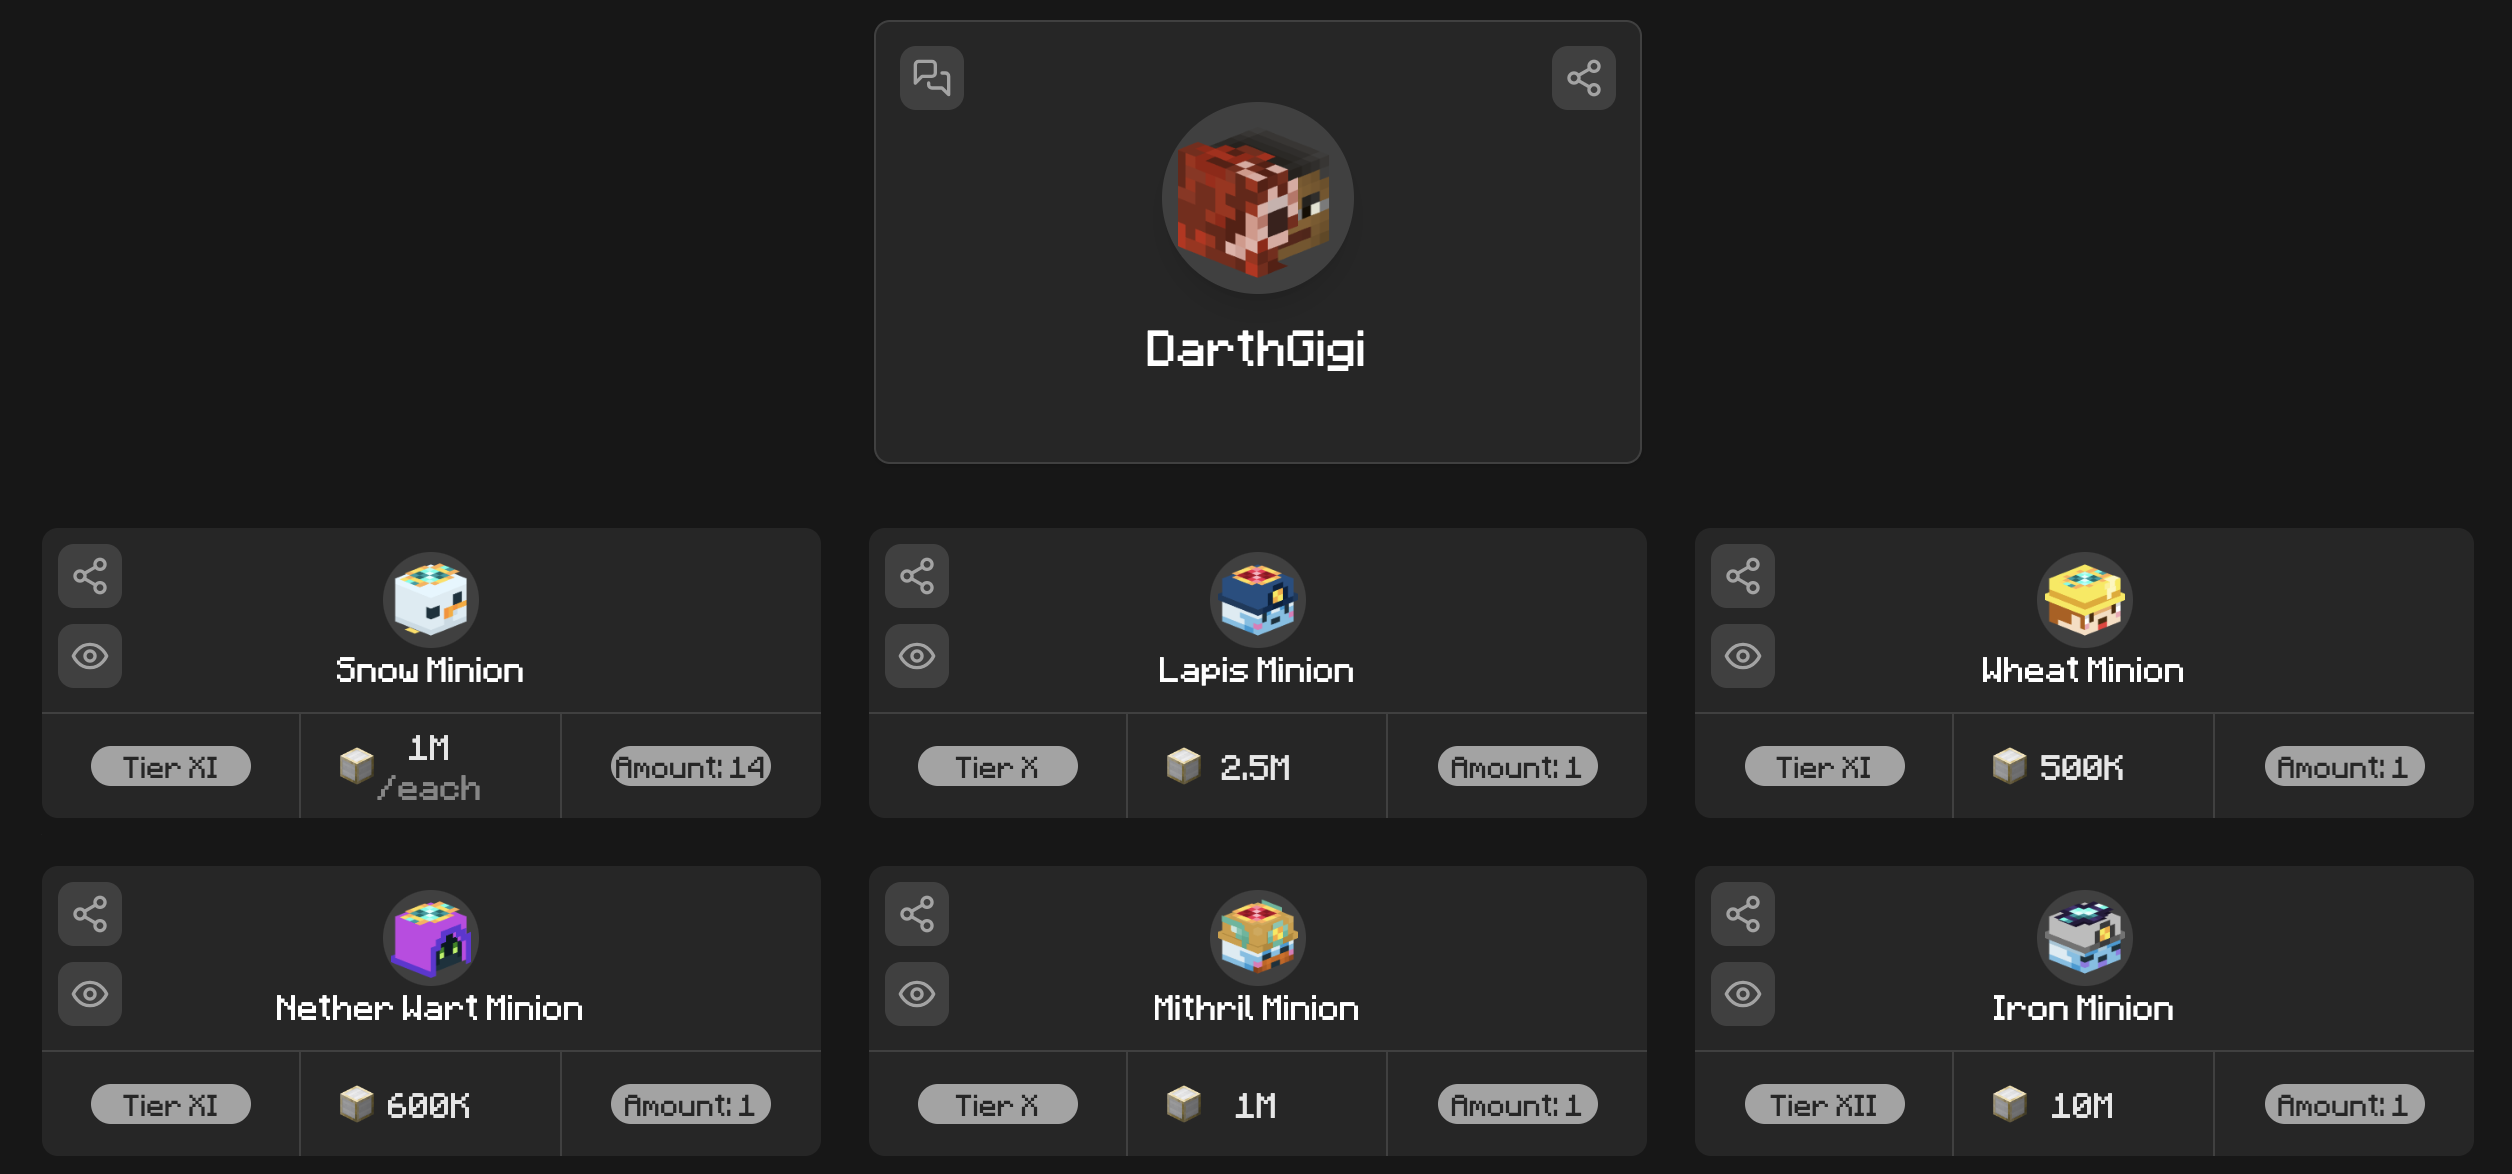 DarthGigi
Snow Minion
Tier XI
1M
/each
Amount: 14
Lapis Minion
Tier X
2.5M
Amount: 1
Wheat Minion
Tier XI
500K
Amount: 1
Nether Wart Minion
Tier XI
600K
Amount: 1
Mithril Minion
Tier X
1M
Amount: 1
Iron Minion
Tier XII
10M
Amount: 1